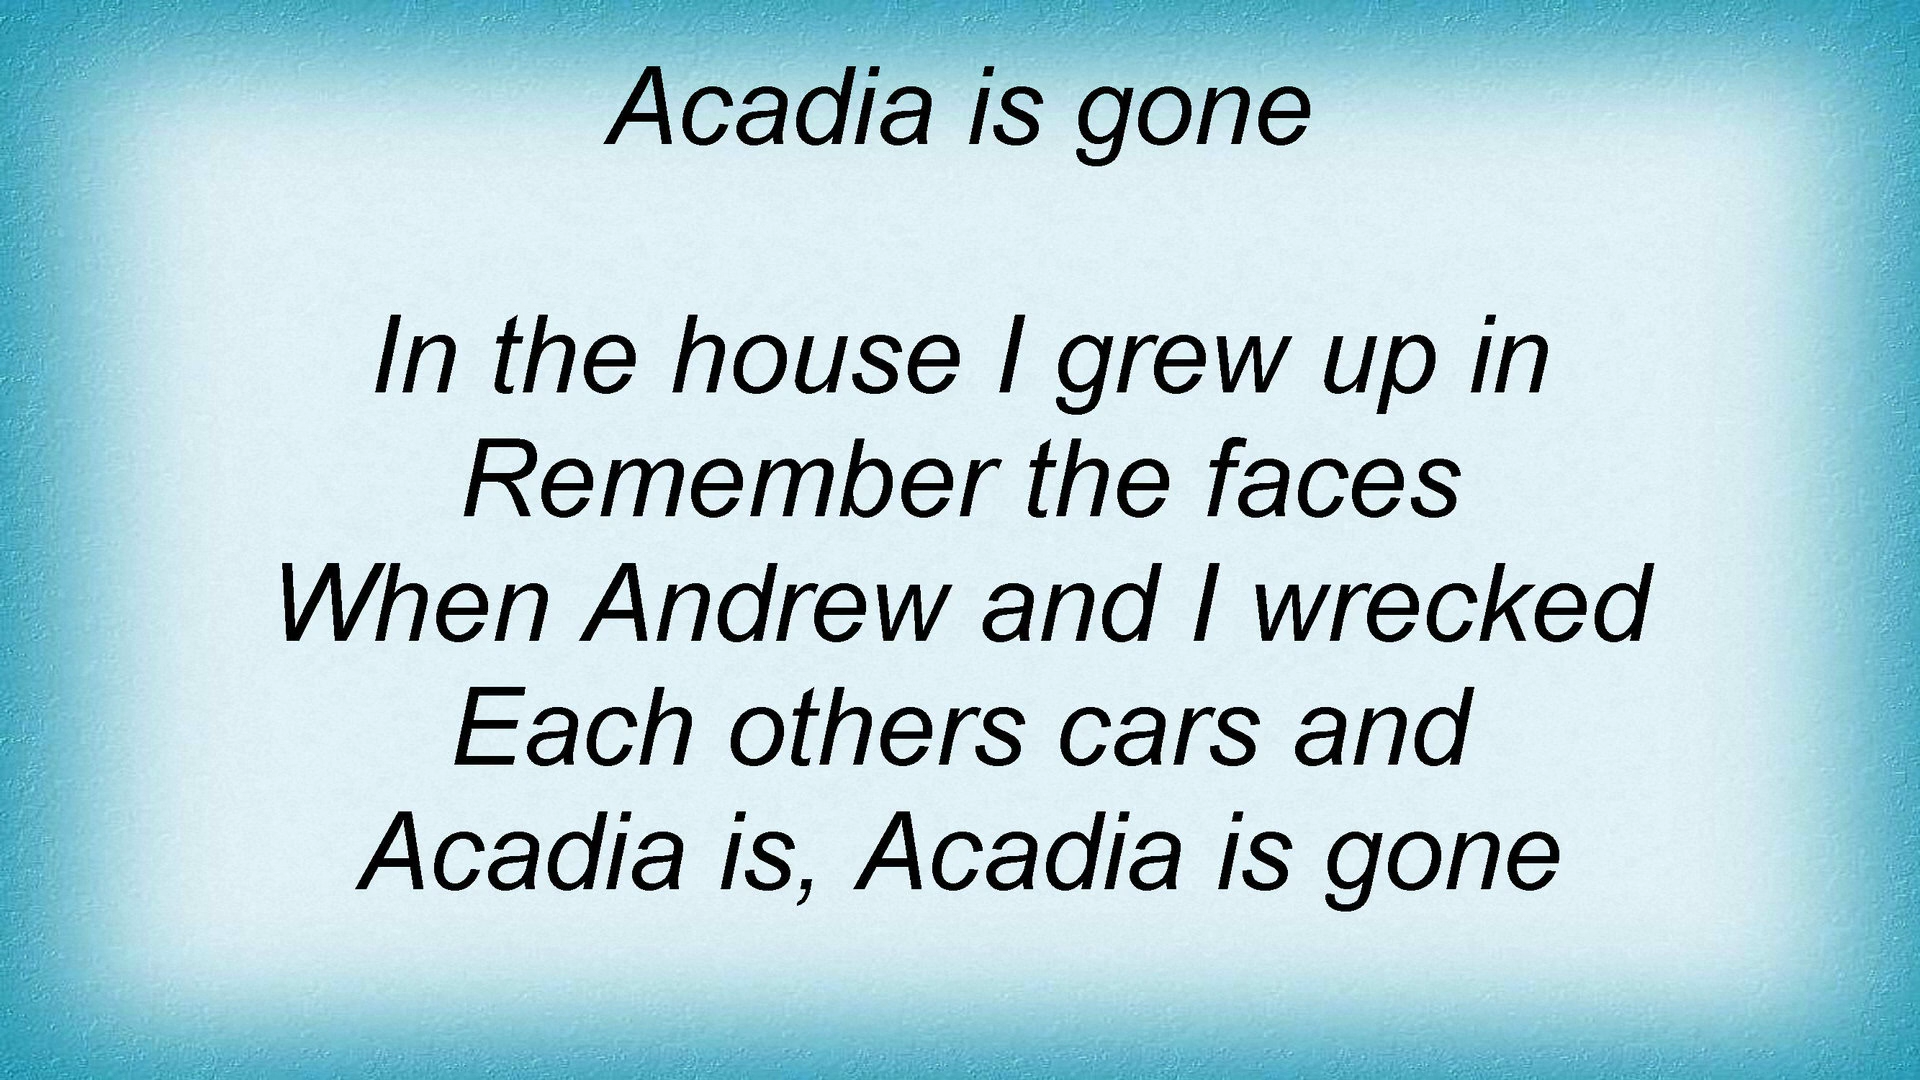 Acadia is gone
In the house I grew up in
Remember the faces
When Andrew and I wrecked
Each others cars and
Acadia is, Acadia is gone